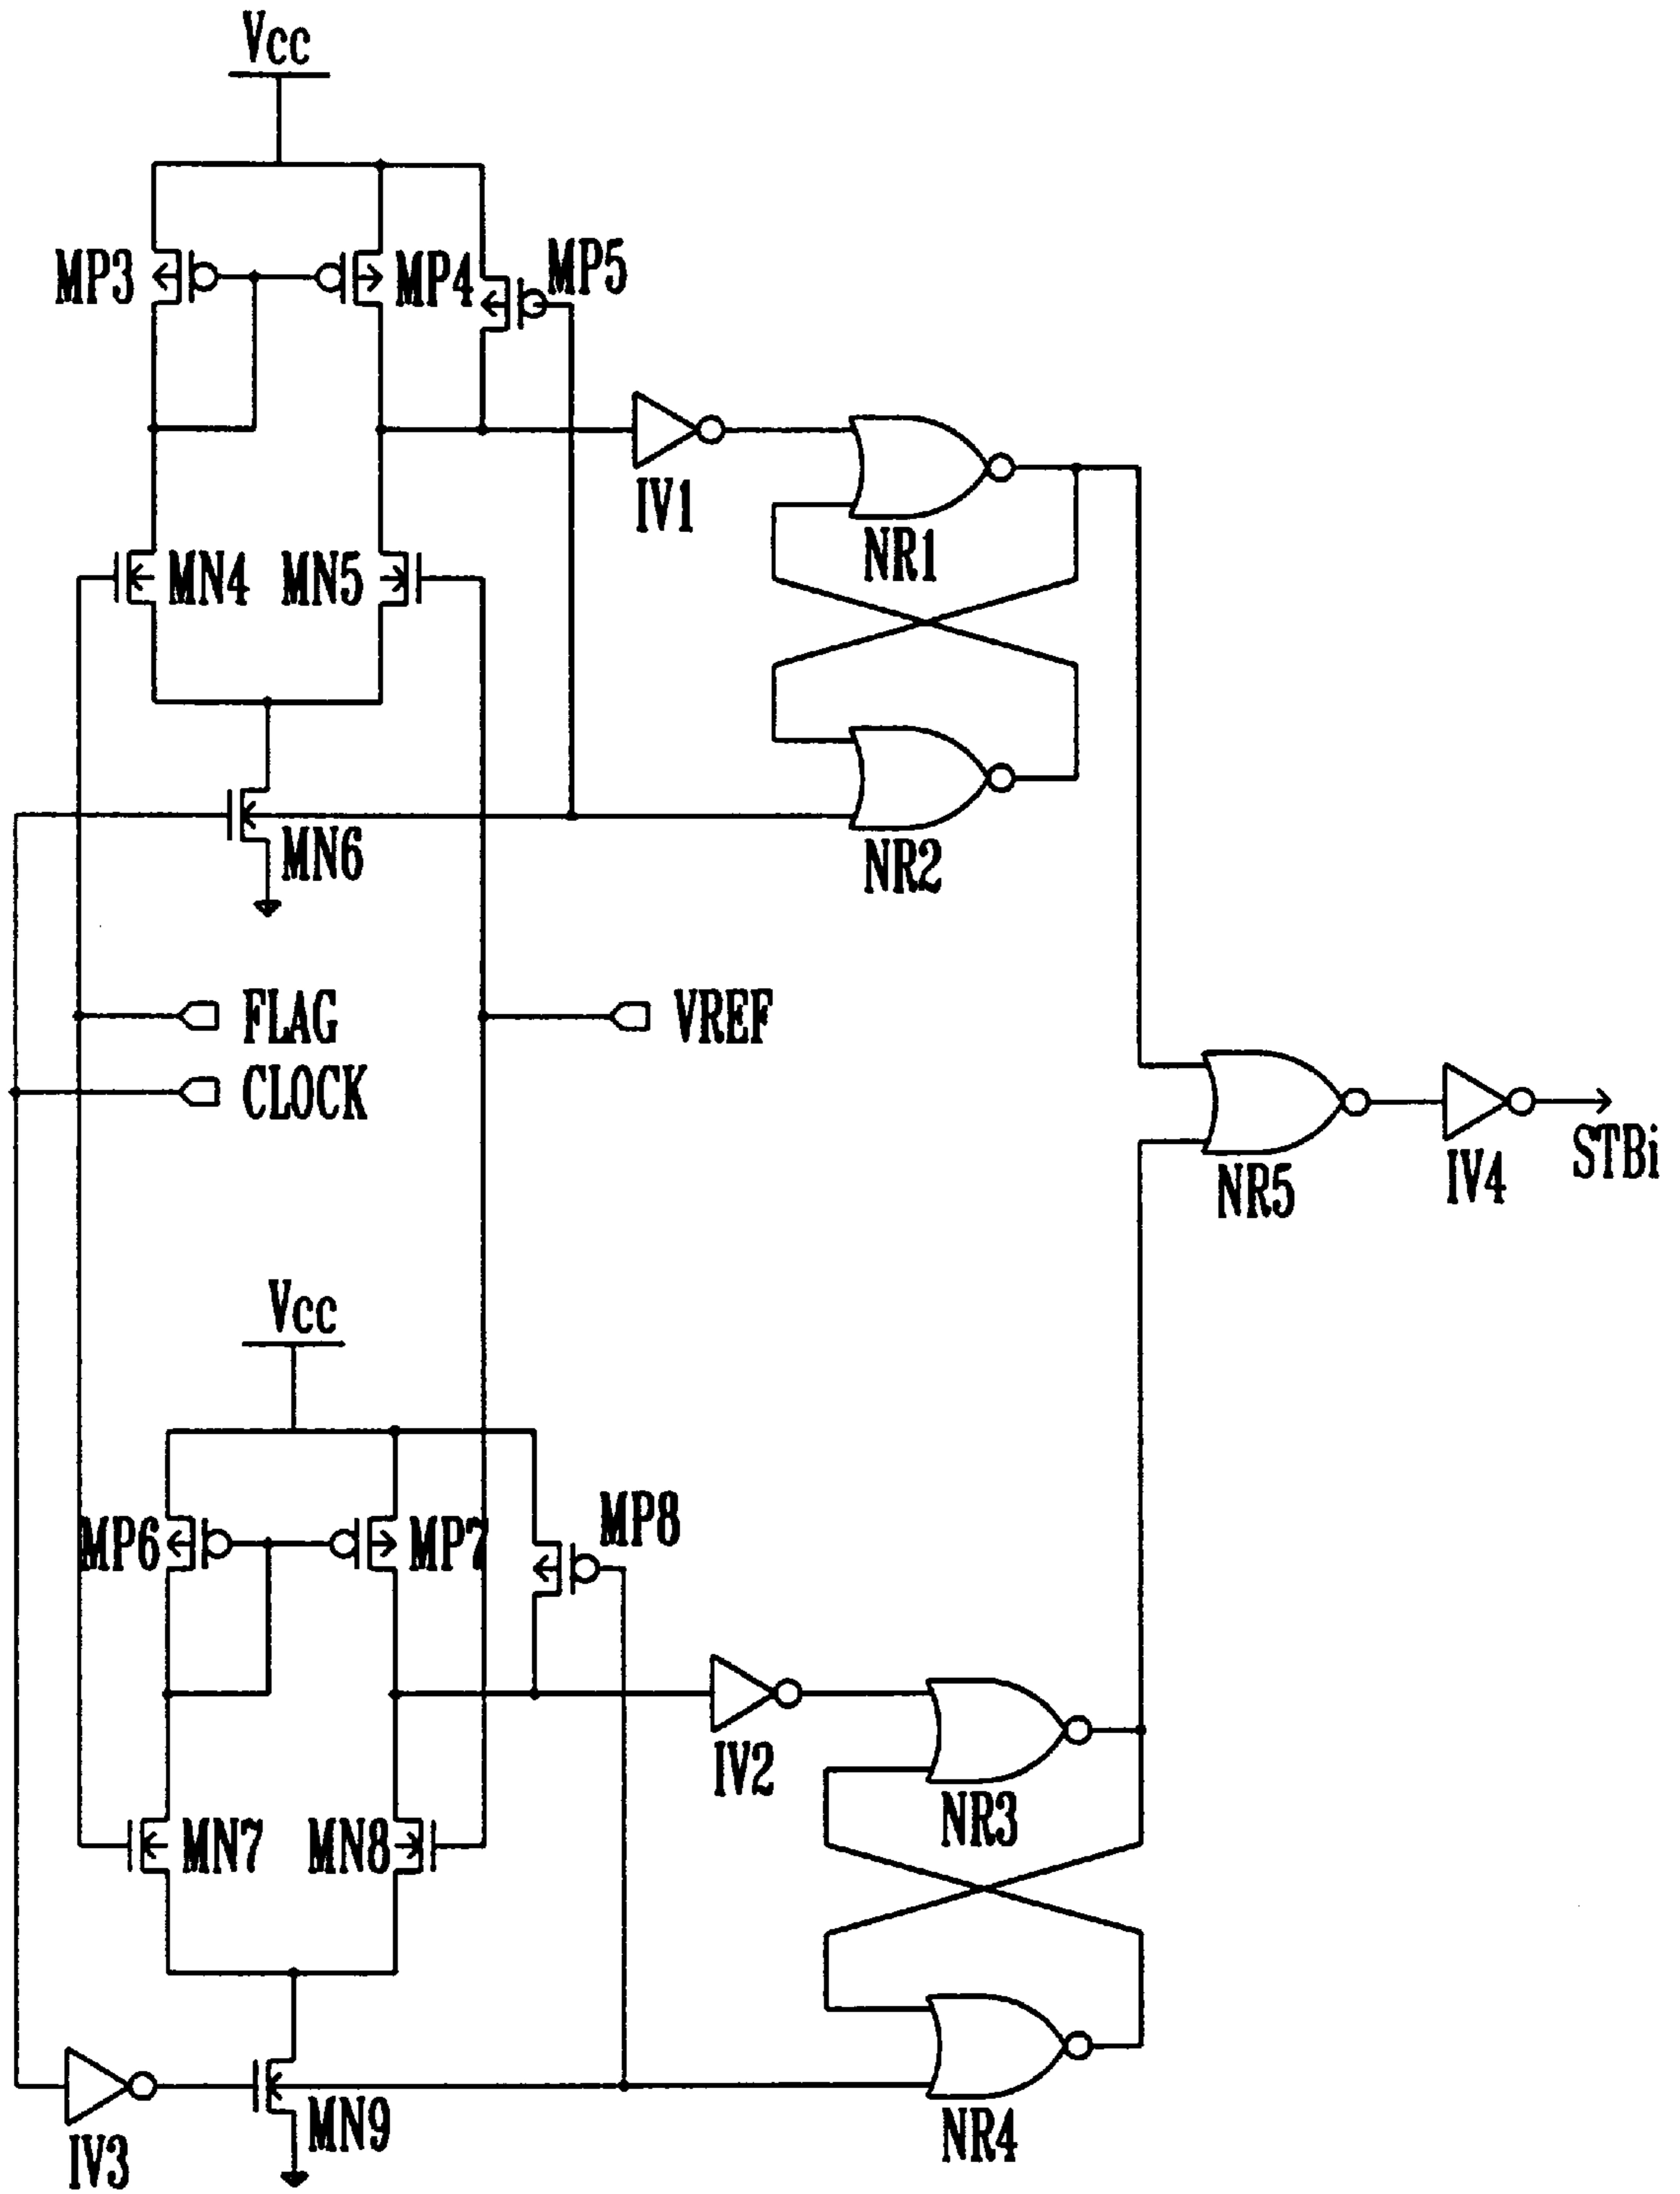 Vcc
MP3
MP4
MP5
IV1
NR1
MN4
MN5
MN6
NR2
FLAG
VREF
CLOCK
NR5
IV4
STBi
Vcc
MP6
MP7
MP8
IV2
NR3
MN7
MN8
MN9
NR4
IV3